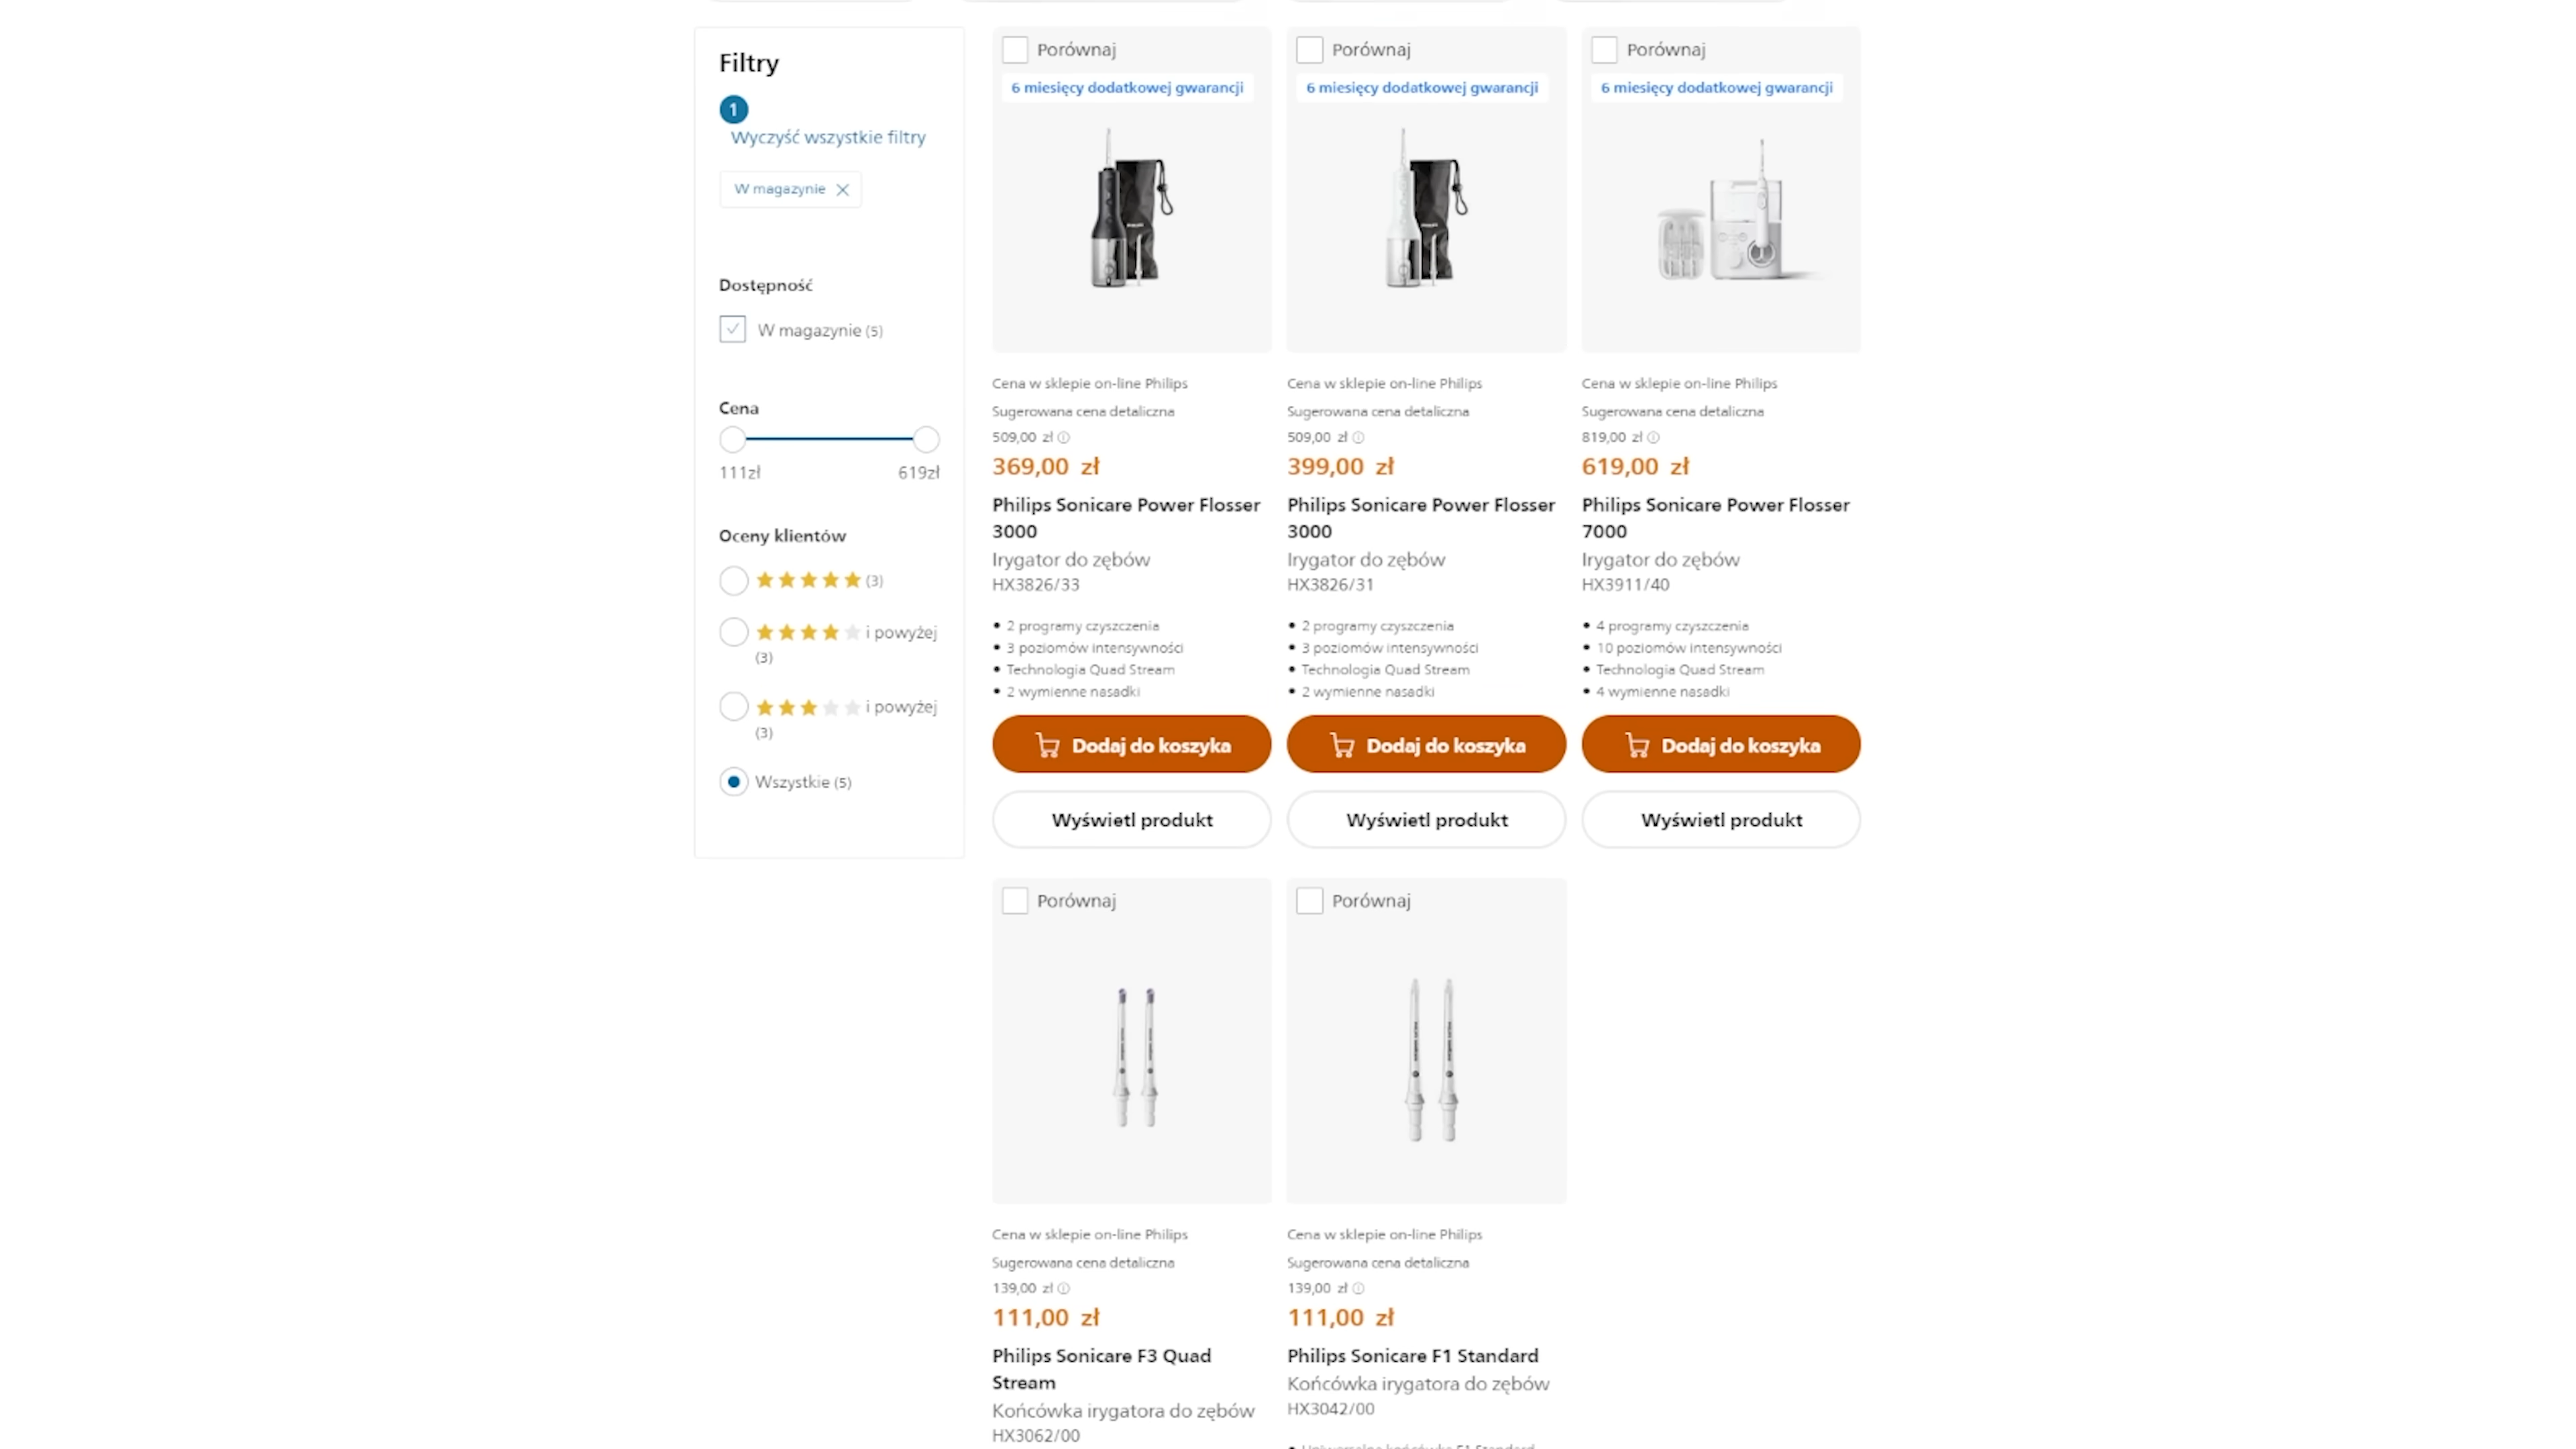 Filtry
1
Wyczyść wszystkie filtry
W magazynie
Dostępność
W magazynie (5)
Cena
111zł 619zł
Oceny klientów
(3)
i powyżej
(3)
i powyżej
(3)
Wszystkie (5)
Porównaj
6 miesięcy dodatkowej gwarancji
Cena w sklepie on-line Philips
Sugerowana cena detaliczna
509,00 zł
369,00 zł
Philips Sonicare Power Flosser
3000
Irygator do zębów
HX3826/33
• 2 programy czyszczenia
• 3 poziomów intensywności
• Technologia Quad Stream
• 2 wymienne nasadki
Dodaj do koszyka
Wyświetl produkt
Porównaj
6 miesięcy dodatkowej gwarancji
Cena w sklepie on-line Philips
Sugerowana cena detaliczna
509,00 zł
399,00 zł
Philips Sonicare Power Flosser
3000
Irygator do zębów
HX3826/31
• 2 programy czyszczenia
• 3 poziomów intensywności
• Technologia Quad Stream
• 2 wymienne nasadki
Dodaj do koszyka
Wyświetl produkt
Porównaj
6 miesięcy dodatkowej gwarancji
Cena w sklepie on-line Philips
Sugerowana cena detaliczna
819,00 zł
619,00 zł
Philips Sonicare Power Flosser
7000
Irygator do zębów
HX3911/40
• 4 programy czyszczenia
• 10 poziomów intensywności
• Technologia Quad Stream
• 4 wymienne nasadki
Dodaj do koszyka
Wyświetl produkt
Porównaj
Cena w sklepie on-line Philips
Sugerowana cena detaliczna
139,00 zł
111,00 zł
Philips Sonicare F3 Quad
Stream
Końcówka irygatora do zębów
HX3062/00
Porównaj
Cena w sklepie on-line Philips
Sugerowana cena detaliczna
139,00 zł
111,00 zł
Philips Sonicare F1 Standard
Końcówka irygatora do zębów
HX3042/00